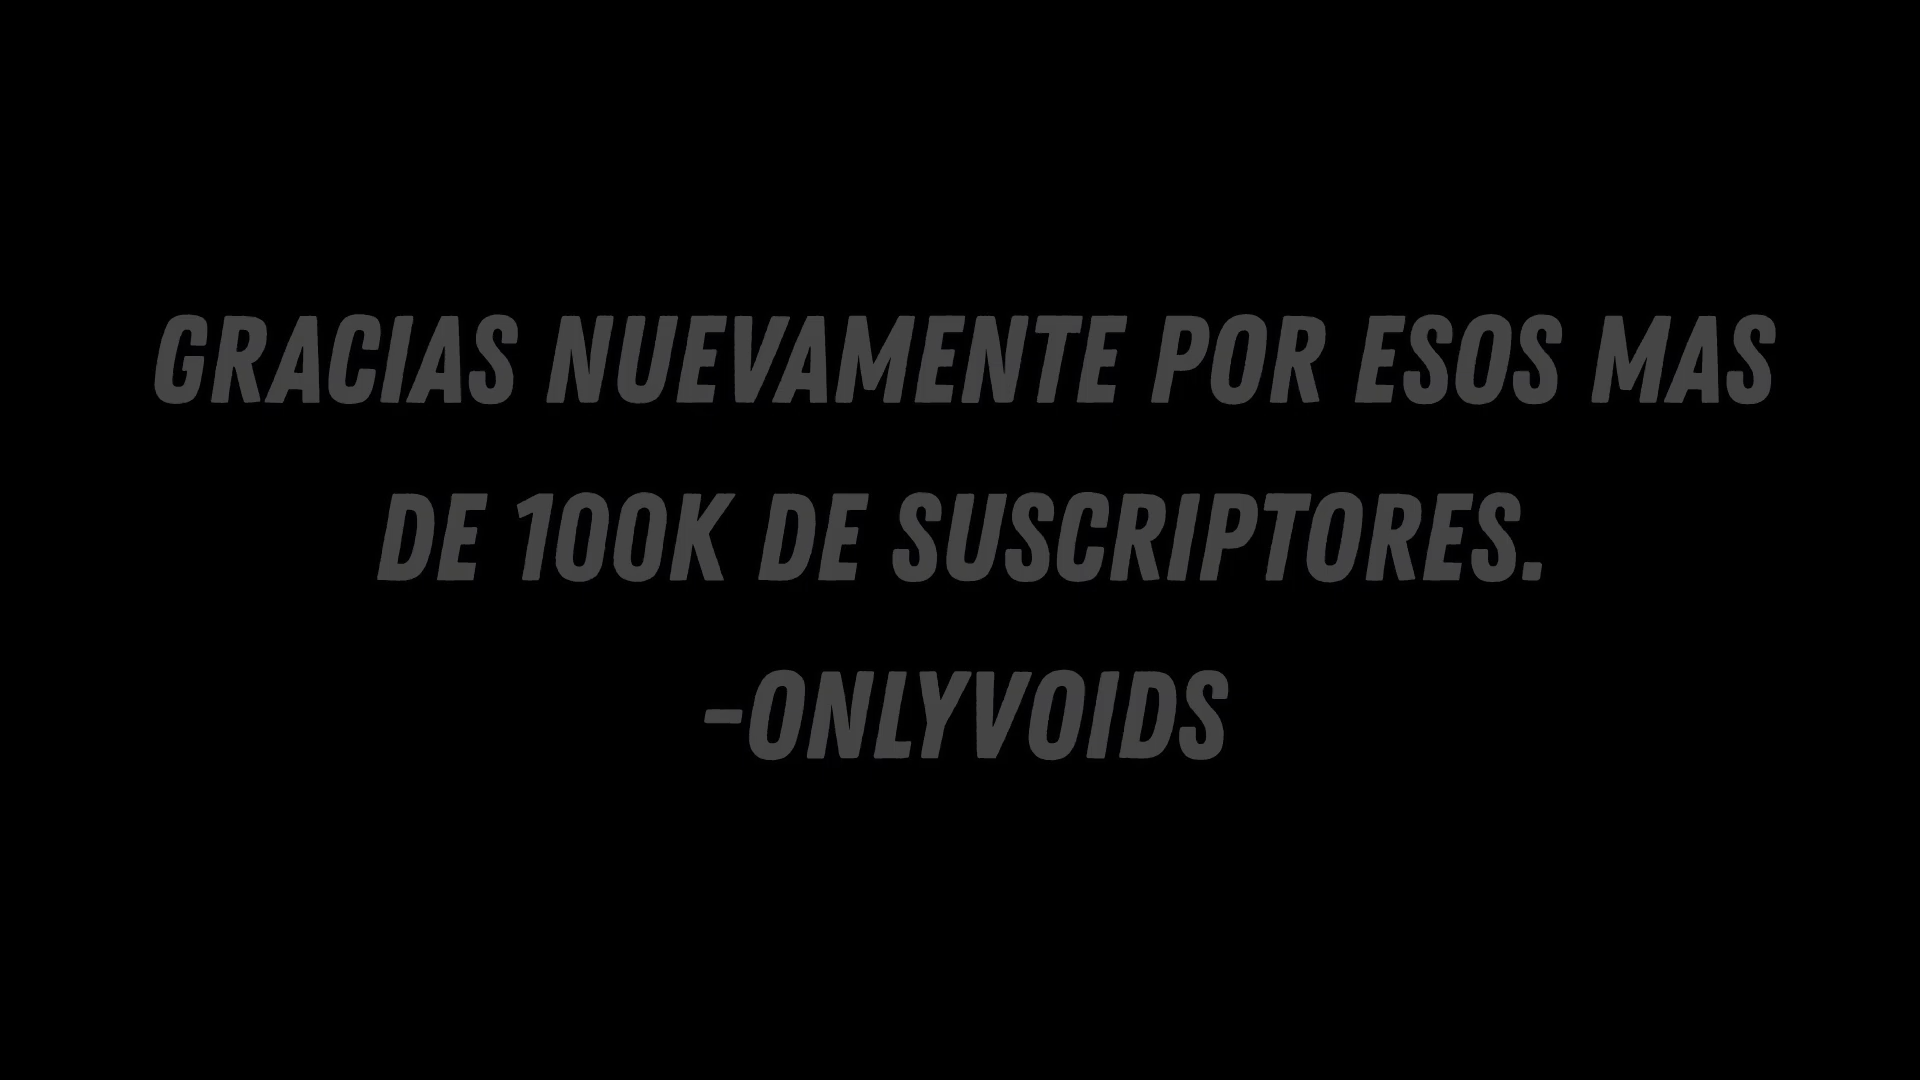 GRACIAS NUEVAMENTE POR ESOS MAS
DE 100K DE SUSCRIPTORES.
-ONLYVOIDS